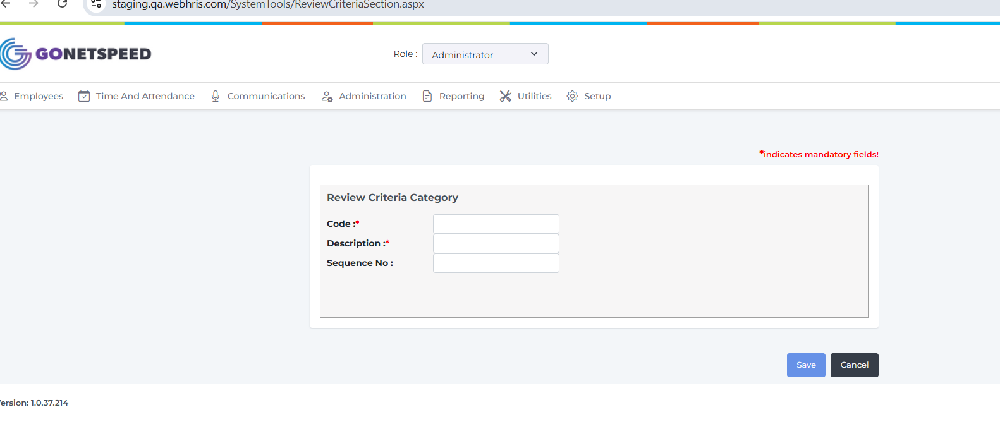 staging.qa.webhris.com/SystemTools/ReviewCriteriaSection.aspx
GONETSPEED
Role :
Administrator
Employees
Time And Attendance
Communications
Administration
Reporting
Utilities
Setup
*indicates mandatory fields!
Review Criteria Category
Code :*
Description :*
Sequence No :
Save
Cancel
ersion: 1.0.37.214